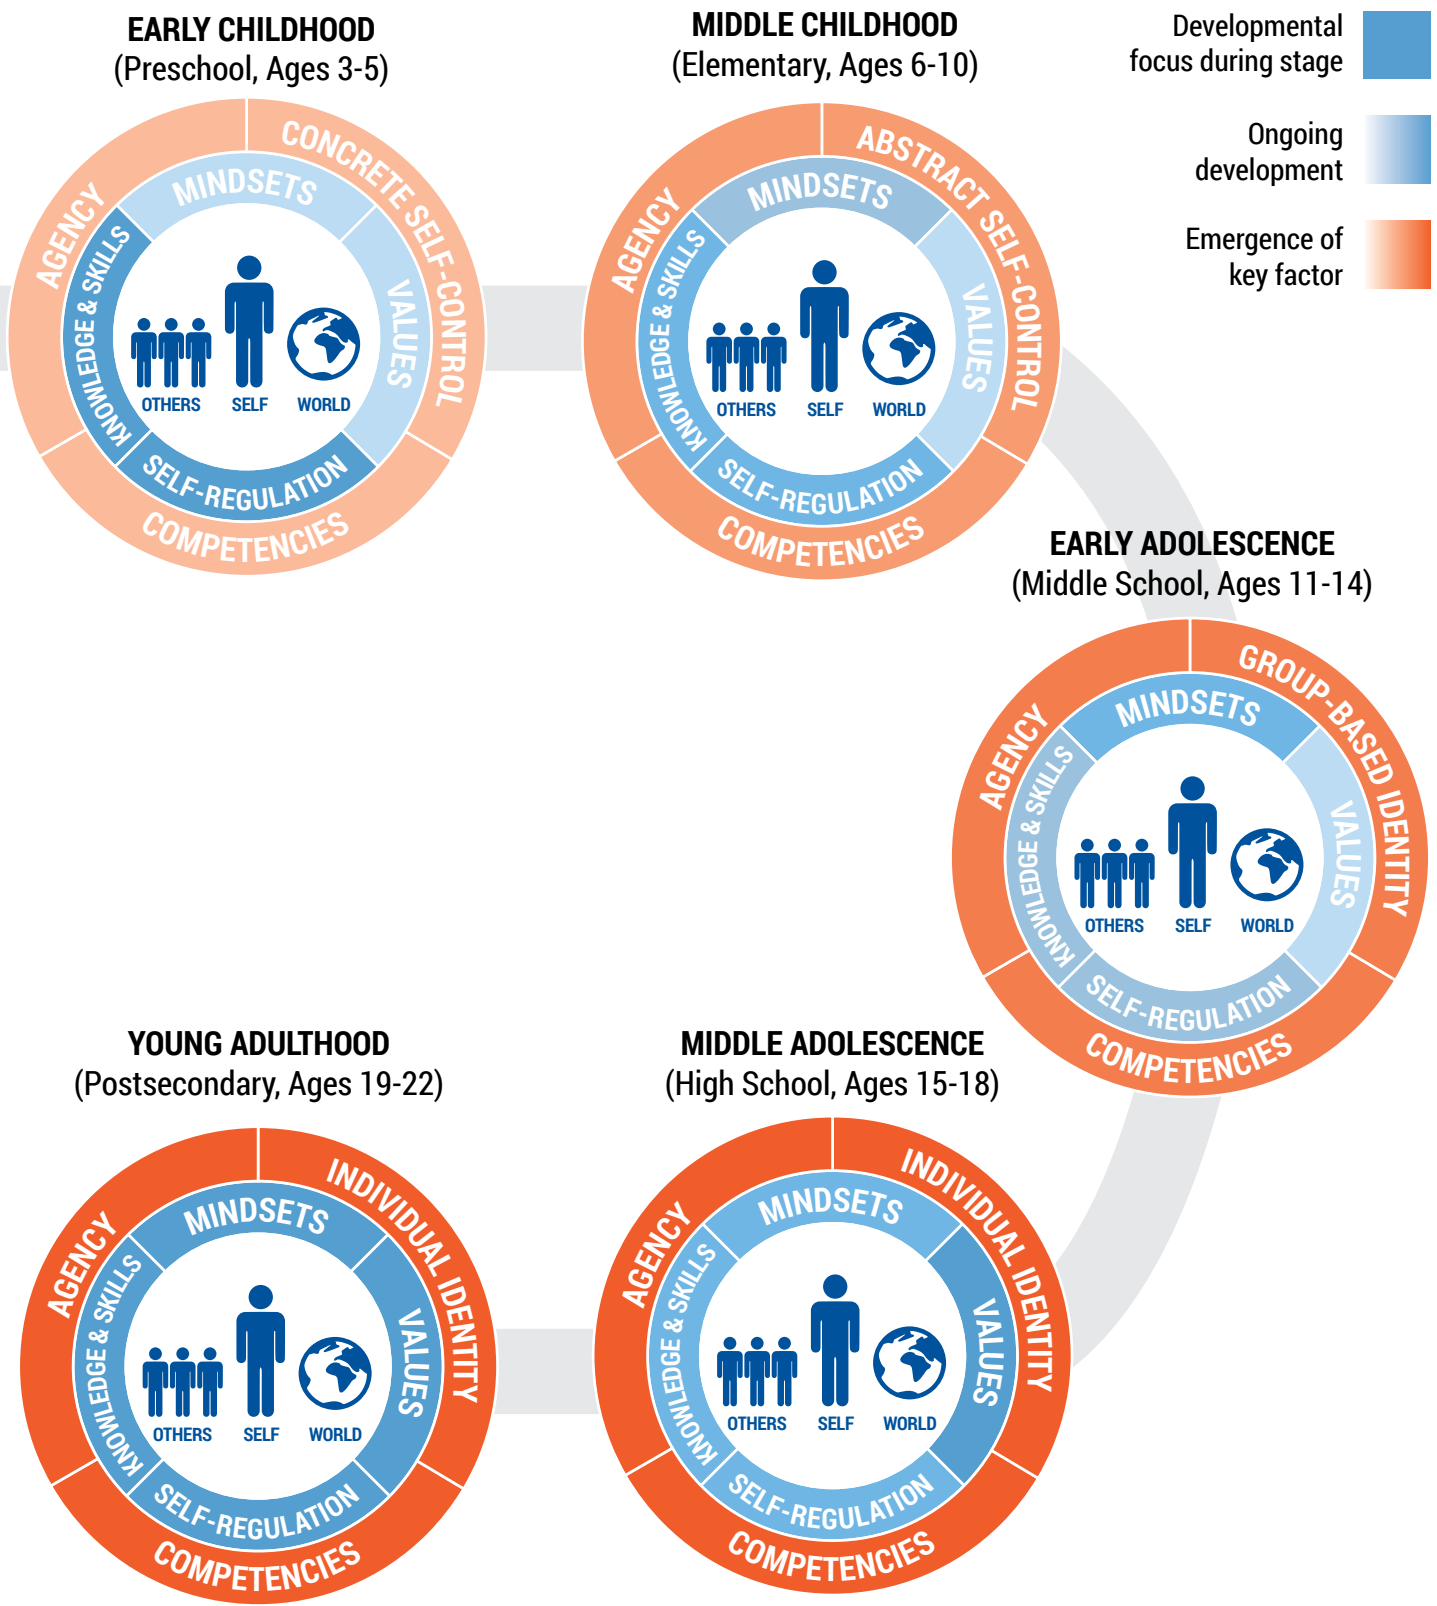 EARLY CHILDHOOD
(Preschool, Ages 3-5)
AGENCY
CONCRETE SELF-CONTROL
COMPETENCIES
MINDSETS
VALUES
SELF-REGULATION
KNOWLEDGE & SKILLS
OTHERS SELF WORLD
MIDDLE CHILDHOOD
(Elementary, Ages 6-10)
AGENCY
ABSTRACT SELF-CONTROL
COMPETENCIES
MINDSETS
VALUES
SELF-REGULATION
KNOWLEDGE & SKILLS
OTHERS SELF WORLD
Developmental
focus during stage
Ongoing
development
Emergence of
key factor
EARLY ADOLESCENCE
(Middle School, Ages 11-14)
AGENCY
GROUP-BASED IDENTITY
COMPETENCIES
MINDSETS
VALUES
SELF-REGULATION
KNOWLEDGE & SKILLS
OTHERS SELF WORLD
MIDDLE ADOLESCENCE
(High School, Ages 15-18)
AGENCY
INDIVIDUAL IDENTITY
COMPETENCIES
MINDSETS
VALUES
SELF-REGULATION
KNOWLEDGE & SKILLS
OTHERS SELF WORLD
YOUNG ADULTHOOD
(Postsecondary, Ages 19-22)
AGENCY
INDIVIDUAL IDENTITY
COMPETENCIES
MINDSETS
VALUES
SELF-REGULATION
KNOWLEDGE & SKILLS
OTHERS SELF WORLD